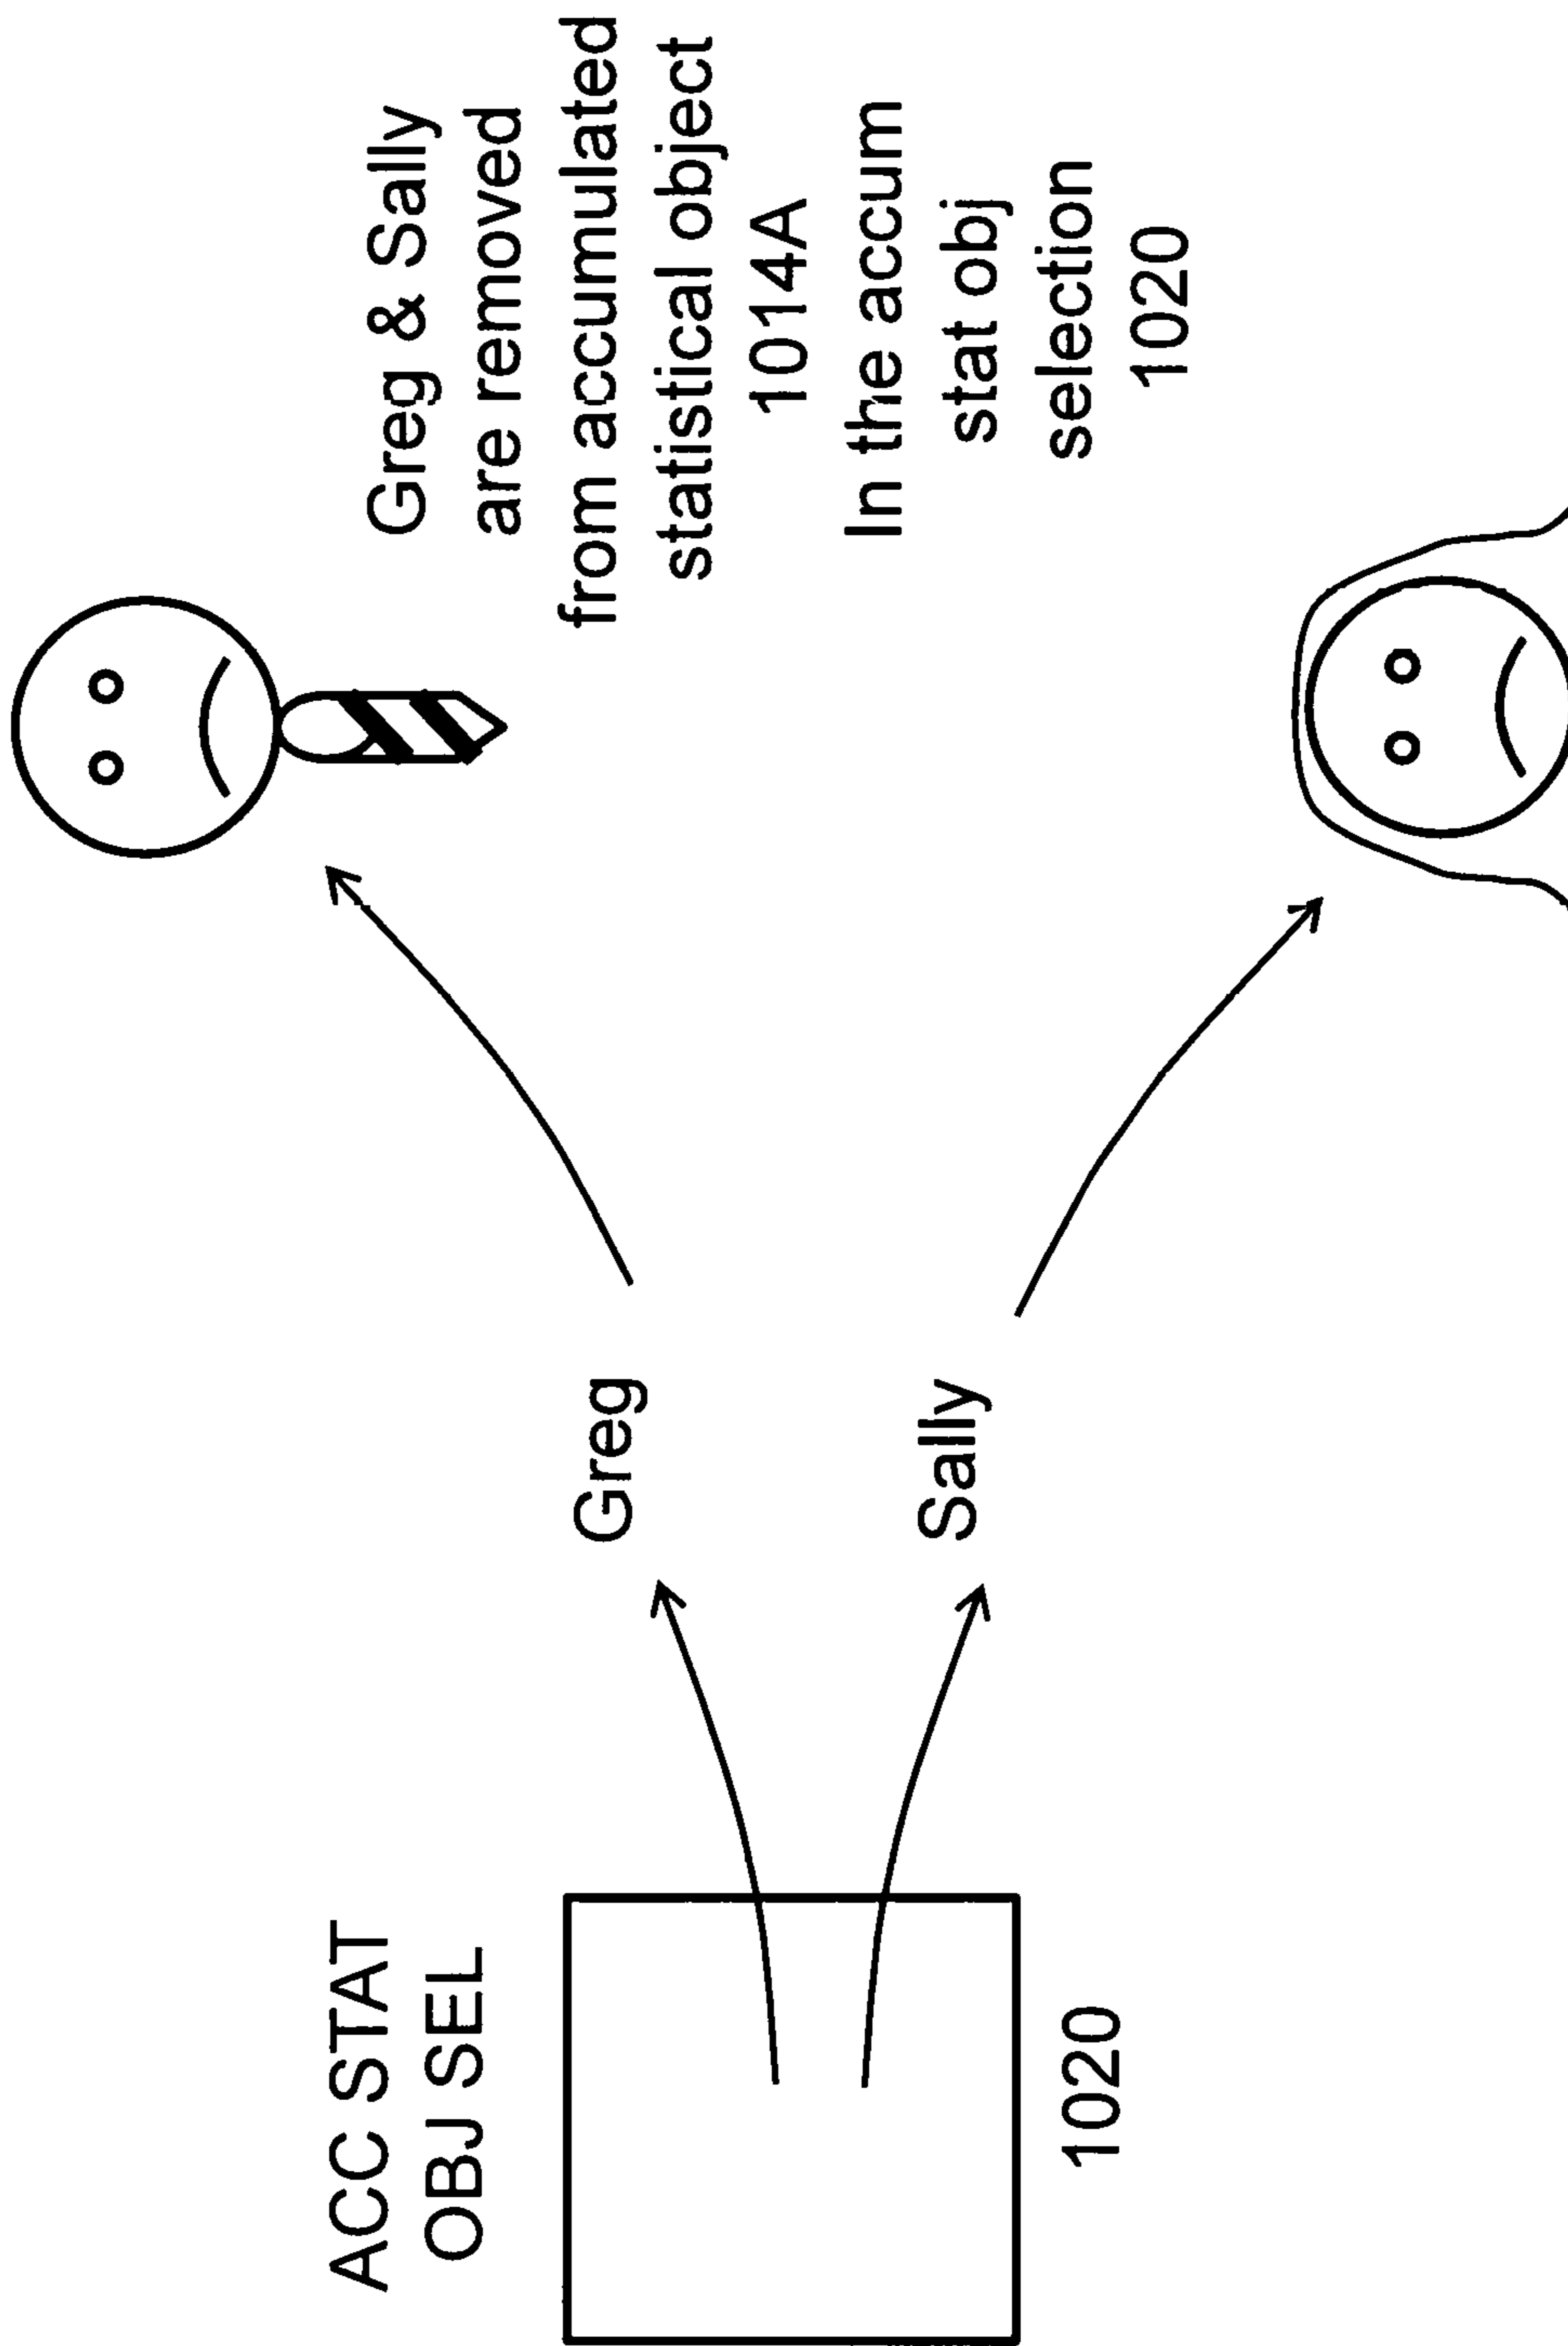 ACC STAT
OBJ SEL
1020
Greg
Sally
Greg & Sally
are removed
from accumulated
statistical object
1014A
In the accum
stat obj
selection
1020